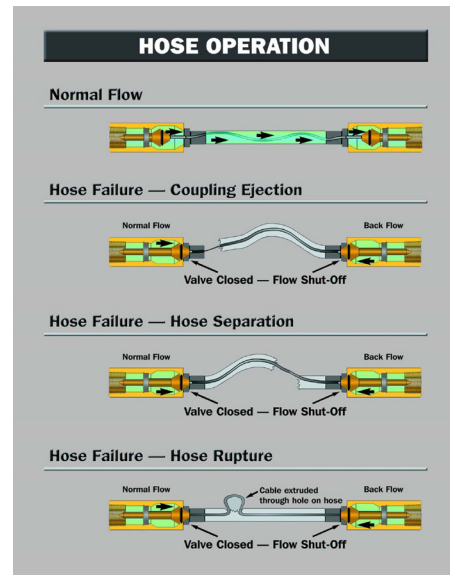 HOSE OPERATION
Normal Flow
Hose Failure — Coupling Ejection
Normal Flow
Back Flow
Valve Closed — Flow Shut-Off
Hose Failure — Hose Separation
Normal Flow
Back Flow
Valve Closed — Flow Shut-Off
Hose Failure — Hose Rupture
Normal Flow
Cable extruded
through hole on hose
Back Flow
Valve Closed — Flow Shut-Off